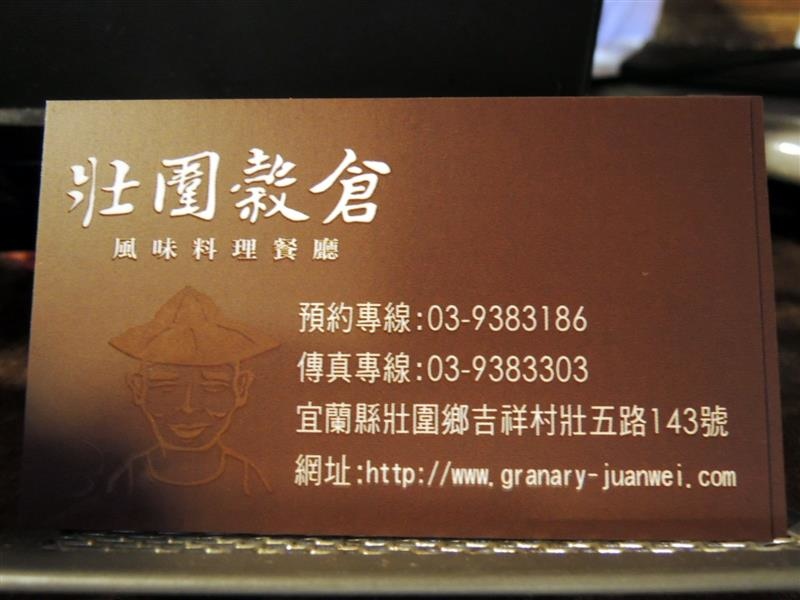 壯圍穀倉
風味料理餐廳
預約專線:03-9383186
傳真專線:03-9383303
宜蘭縣壯圍鄉吉祥村壯五路143號
網址:http://www.granary-juanwei.com